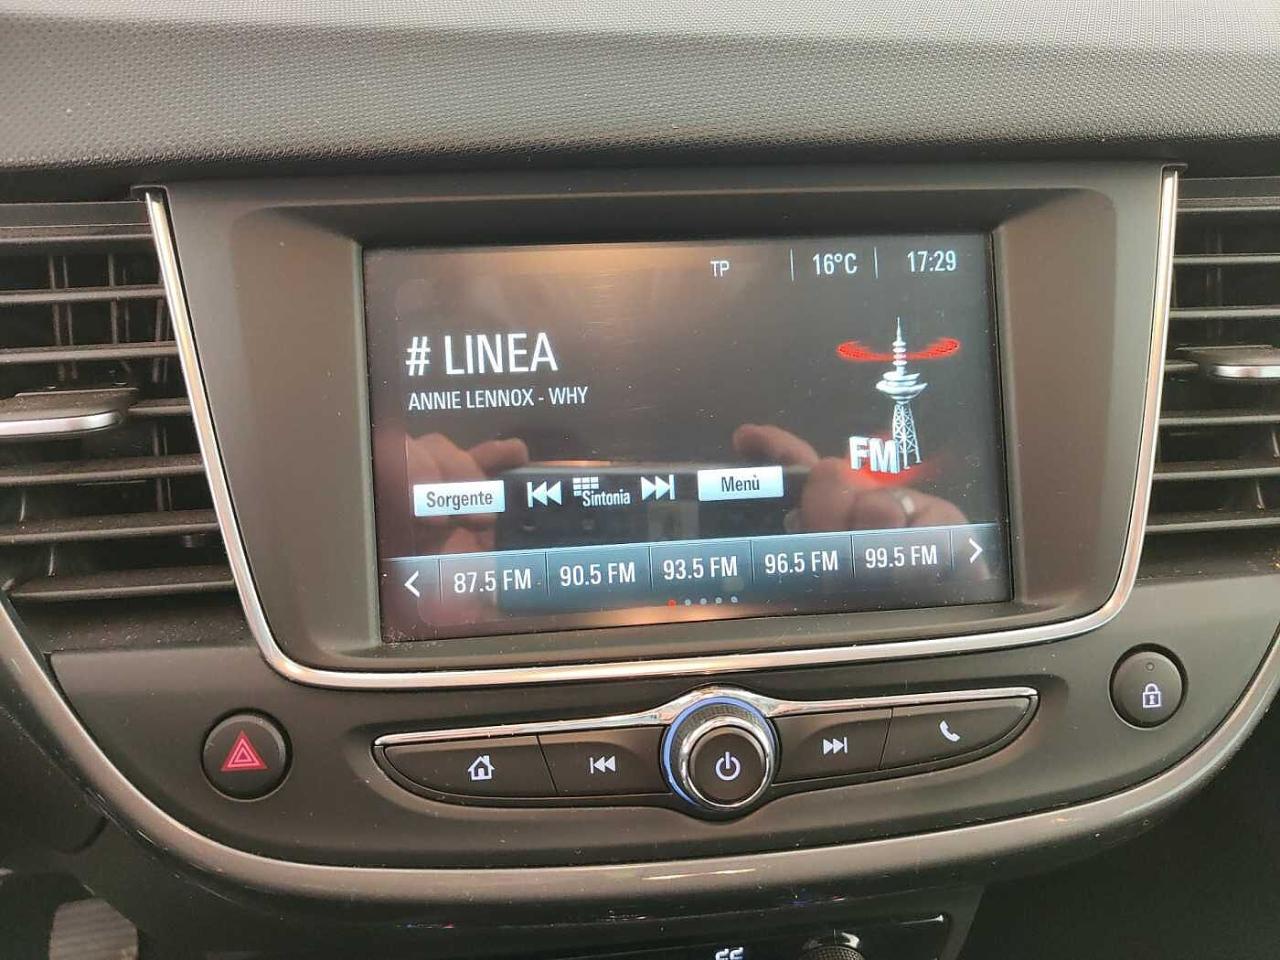 TP 16°C 17:29
# LINEA
ANNIE LENNOX - WHY
FM
Sorgente Sintonia Menù
87.5 FM 90.5 FM 93.5 FM 96.5 FM 99.5 FM